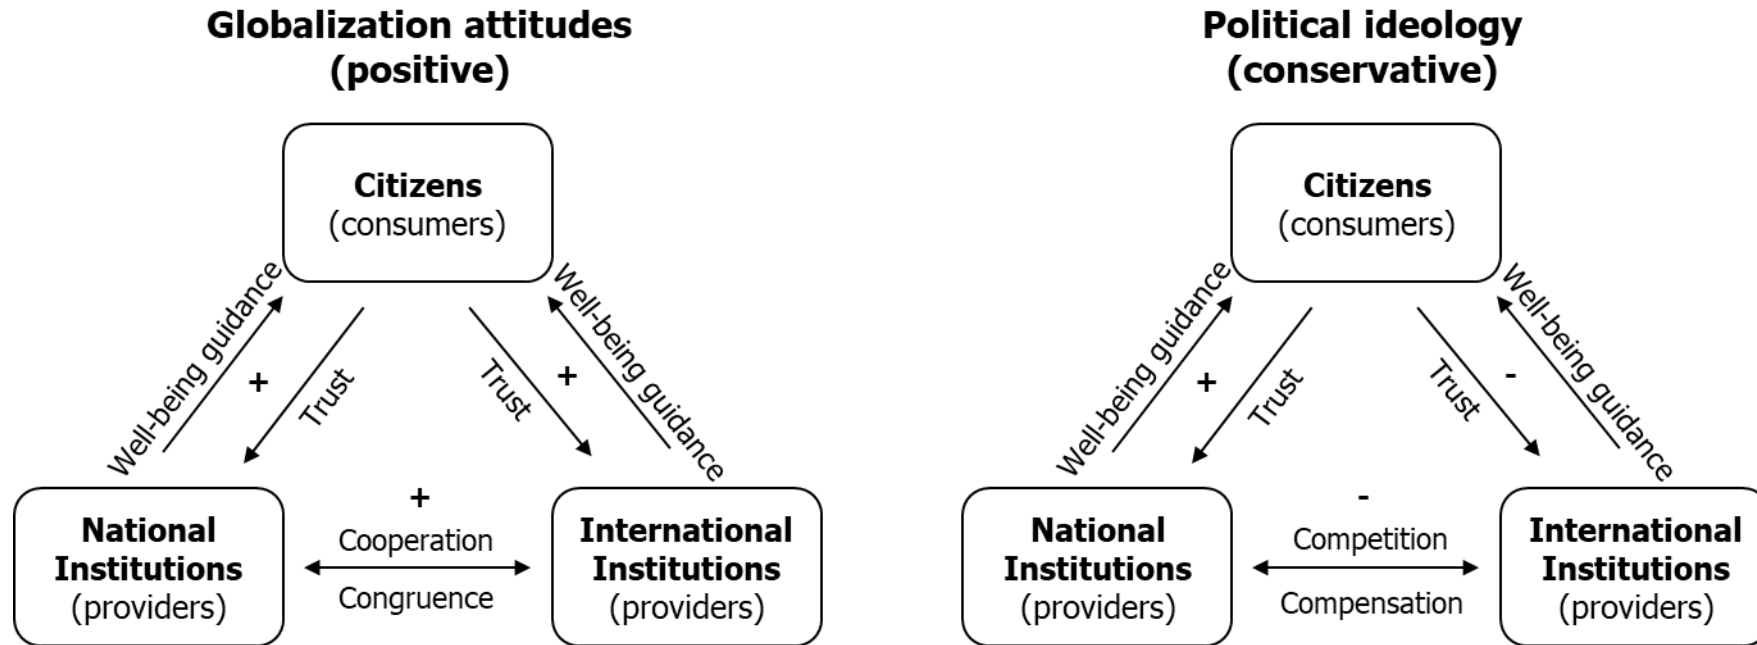 Globalization attitudes
(positive)
Citizens
(consumers)
Well-being guidance
+
Trust
Trust
+
Well-being guidance
National
Institutions
(providers)
+
Cooperation
Congruence
International
Institutions
(providers)
Political ideology
(conservative)
Citizens
(consumers)
Well-being guidance
+
Trust
Trust
-
Well-being guidance
National
Institutions
(providers)
-
Competition
Compensation
International
Institutions
(providers)